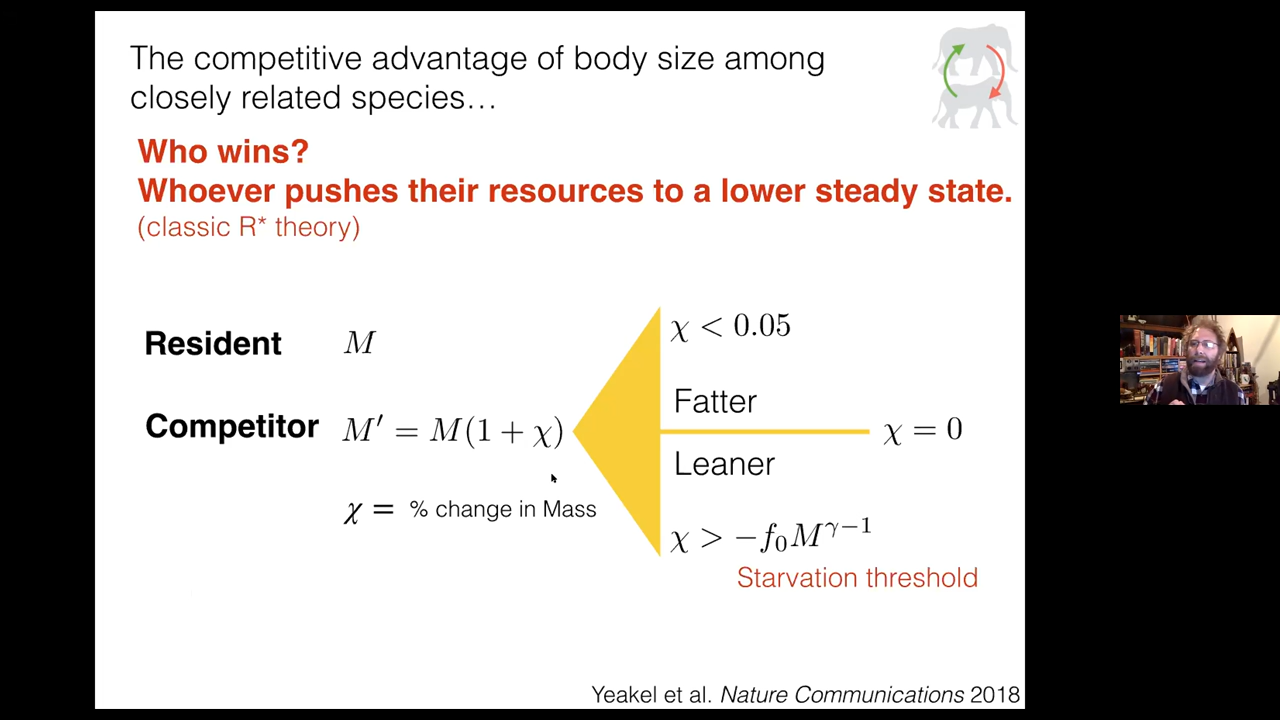 The competitive advantage of body size among
closely related species…
Who wins?
Whoever pushes their resources to a lower steady state.
(classic R* theory)
Resident M
Competitor M′ = M(1 + χ)
χ = % change in Mass
χ < 0.05
Fatter
χ = 0
Leaner
χ > −f₀M^{γ−1}
Starvation threshold
Yeakel et al. Nature Communications 2018